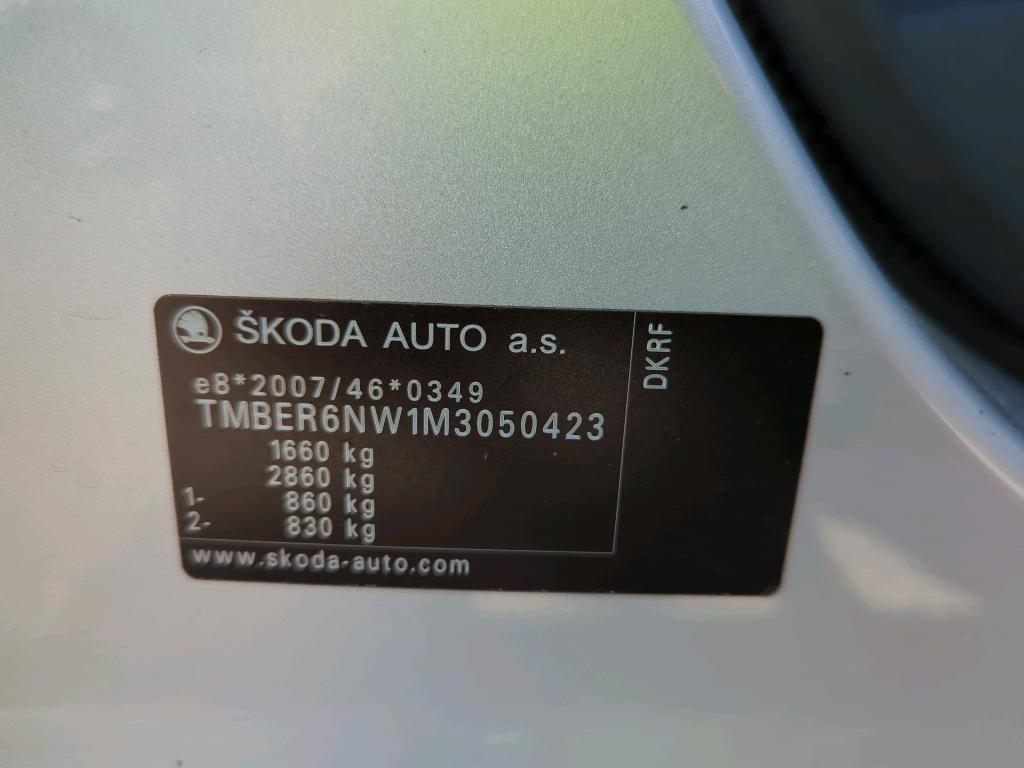 ŠKODA AUTO a.s.
e8*2007/46*0349
TMBER6NW1M3050423
1660 kg
2860 kg
1- 860 kg
2- 830 kg
www.skoda-auto.com
DKRF